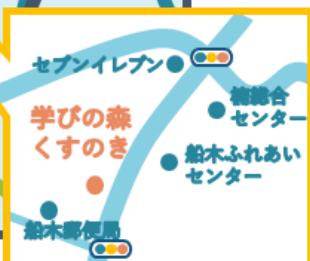 セブンイレブン
楠総合
センター
学びの森
くすのき
船木ふれあい
センター
船木郵便局